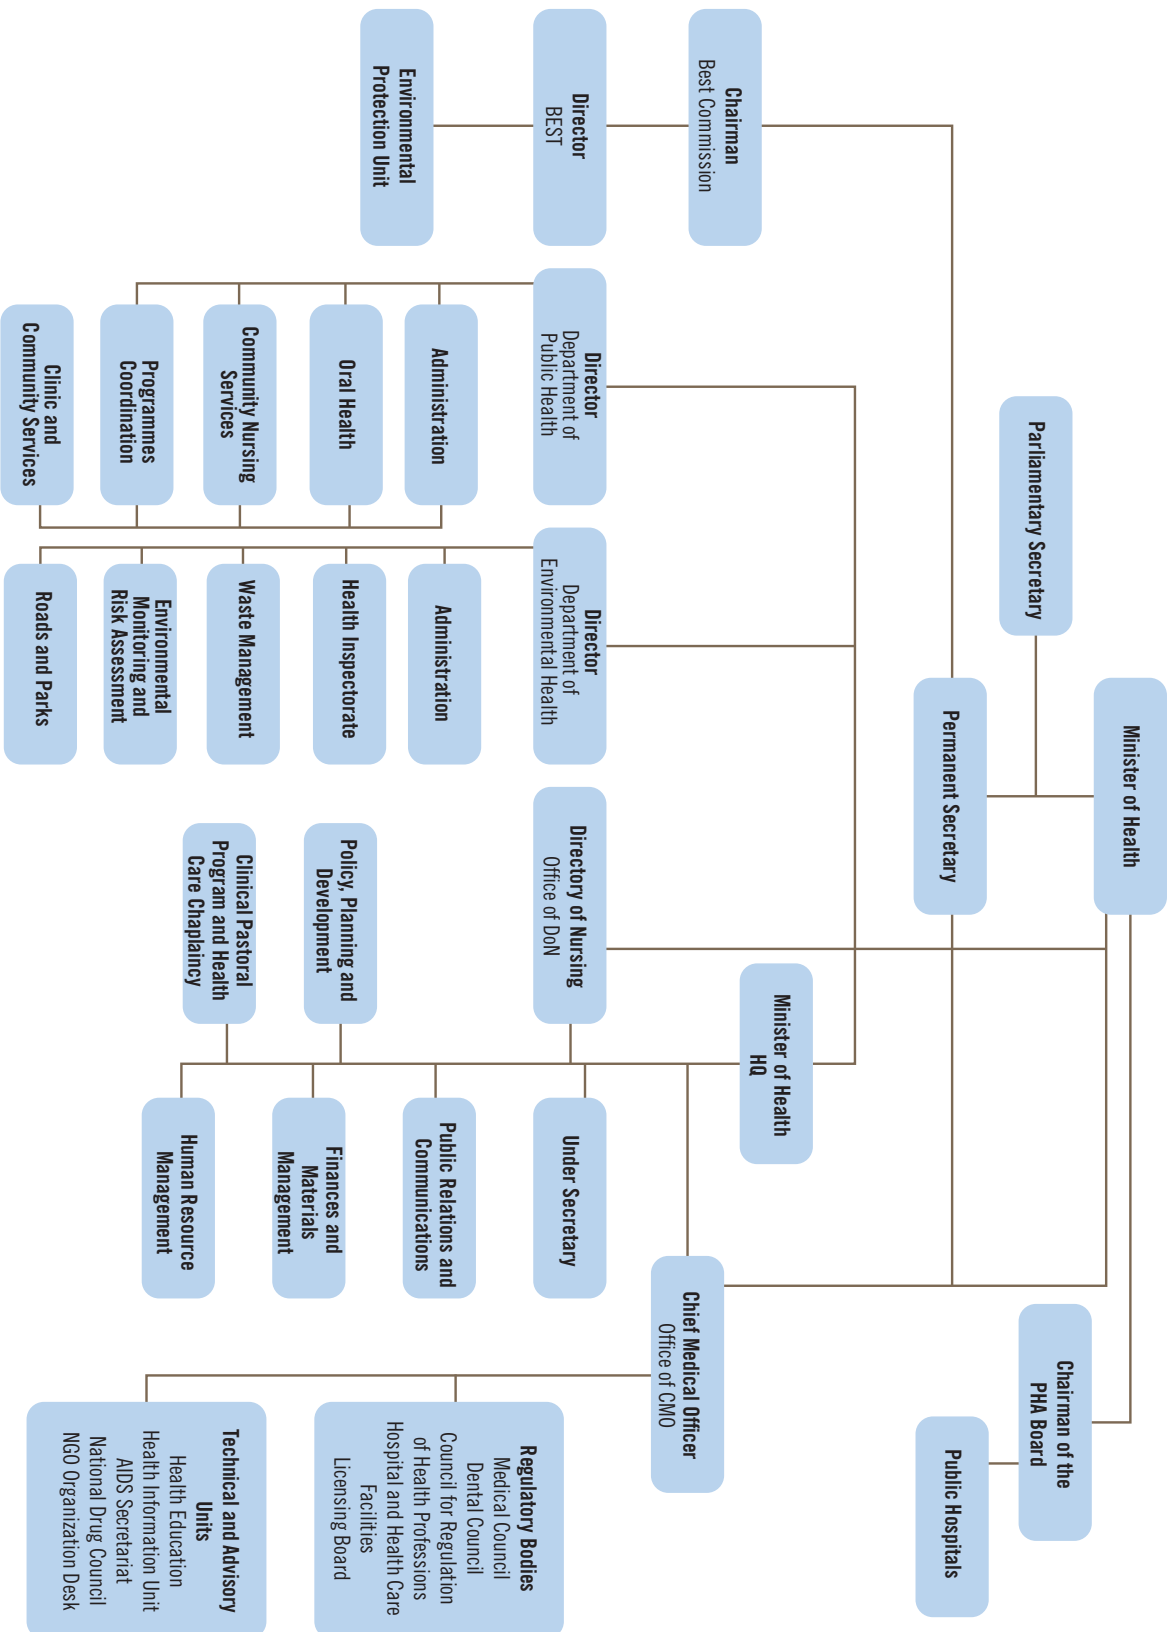 Minister of Health
Parliamentary Secretary
Permanent Secretary
Chairman of the
PHA Board
Public Hospitals
Chairman
Best Commission
Director
BEST
Environmental
Protection Unit
Minister of Health
HQ
Chief Medical Officer
Office of CMO
Director
Department of
Public Health
Administration
Oral Health
Community Nursing
Services
Programmes
Coordination
Clinic and
Community Services
Director
Department of
Environmental Health
Administration
Health Inspectorate
Waste Management
Environmental
Monitoring and
Risk Assessment
Roads and Parks
Directory of Nursing
Office of DoN
Policy, Planning and
Development
Clinical Pastoral
Program and Health
Care Chaplaincy
Under Secretary
Public Relations and
Communications
Finances and
Materials
Management
Human Resource
Management
Regulatory Bodies
Medical Council
Dental Council
Council for Regulation
of Health Professions
Hospital and Health Care
Facilities
Licensing Board
Technical and Advisory
Units
Health Education
Health Information Unit
AIDS Secretariat
National Drug Council
NGO Organization Desk